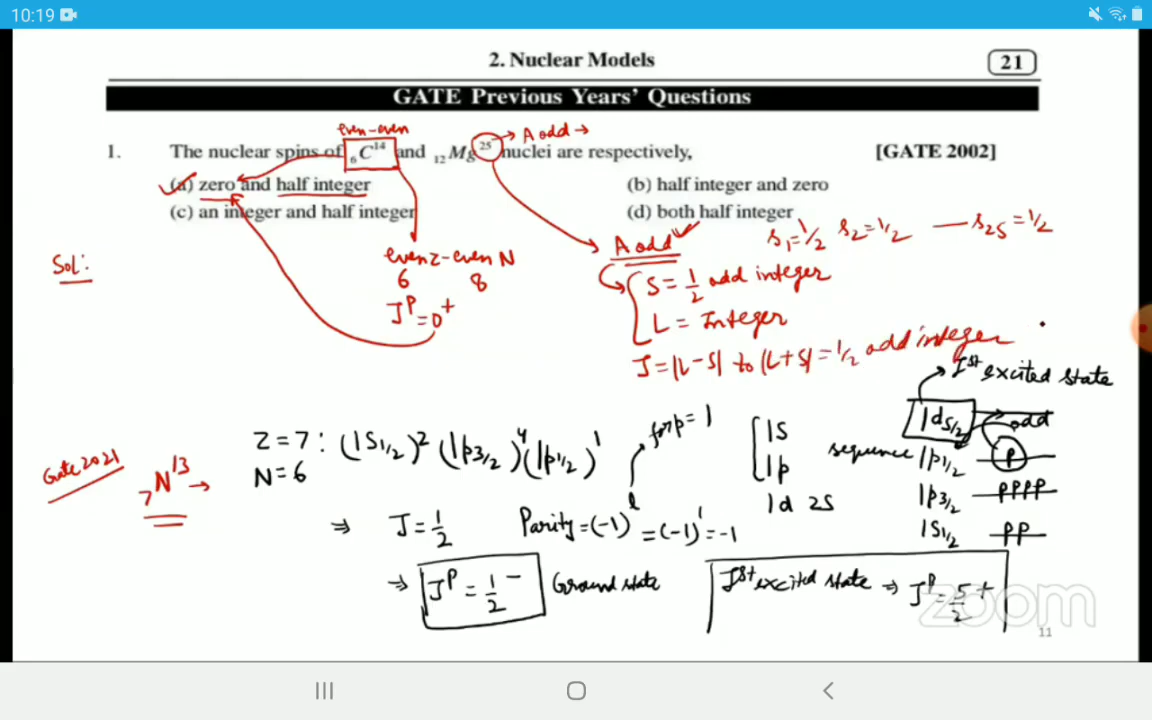 10:19
2. Nuclear Models
21
GATE Previous Years' Questions
even-even
A odd →
1. The nuclear spins of ₆C¹⁴ and ₁₂Mg²⁵ nuclei are respectively, [GATE 2002]
(a) zero and half integer (b) half integer and zero
(c) an integer and half integer (d) both half integer
Sol:
even Z - even N
6 8
J^P = 0⁺
A odd
s₁=1/2 s₂=1/2 — s₂₅=1/2
S = 1/2 odd integer
L = Integer
J = |L-S| to |L+S| = 1/2 odd integer
Gate 2021
₇N¹³ →
Z = 7 : (1S1/2)² (1p3/2)⁴ (1p1/2)¹
N = 6
for p = 1
⇒ J = 1/2 Parity = (-1)^l = (-1)¹ = -1
⇒ J^P = 1/2⁻ Ground state
1S
1p
1d 2S
sequence
Ist excited state
1d5/2 odd
1p1/2 P
1p3/2 PPPP
1S1/2 PP
Ist excited state ⇒ J^P = 5/2 +
zoom
11